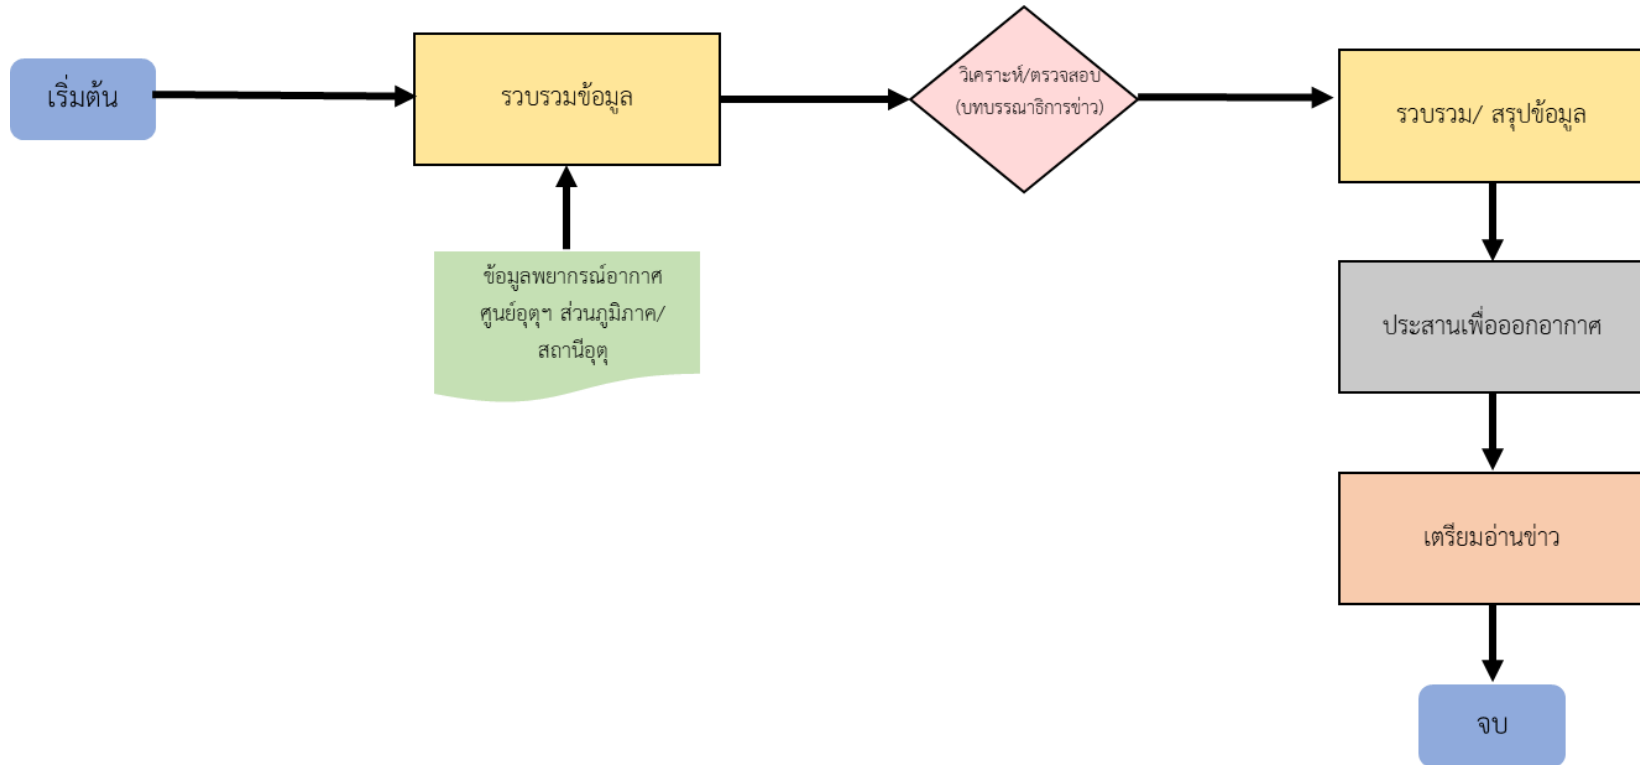 เริ่มต้น
รวบรวมข้อมูล
วิเคราะห์/ตรวจสอบ
(บทบรรณาธิการข่าว)
รวบรวม/ สรุปข้อมูล
ข้อมูลพยากรณ์อากาศ
ศูนย์อุตุฯ ส่วนภูมิภาค/
สถานีอุตุ
ประสานเพื่อออกอากาศ
เตรียมอ่านข่าว
จบ